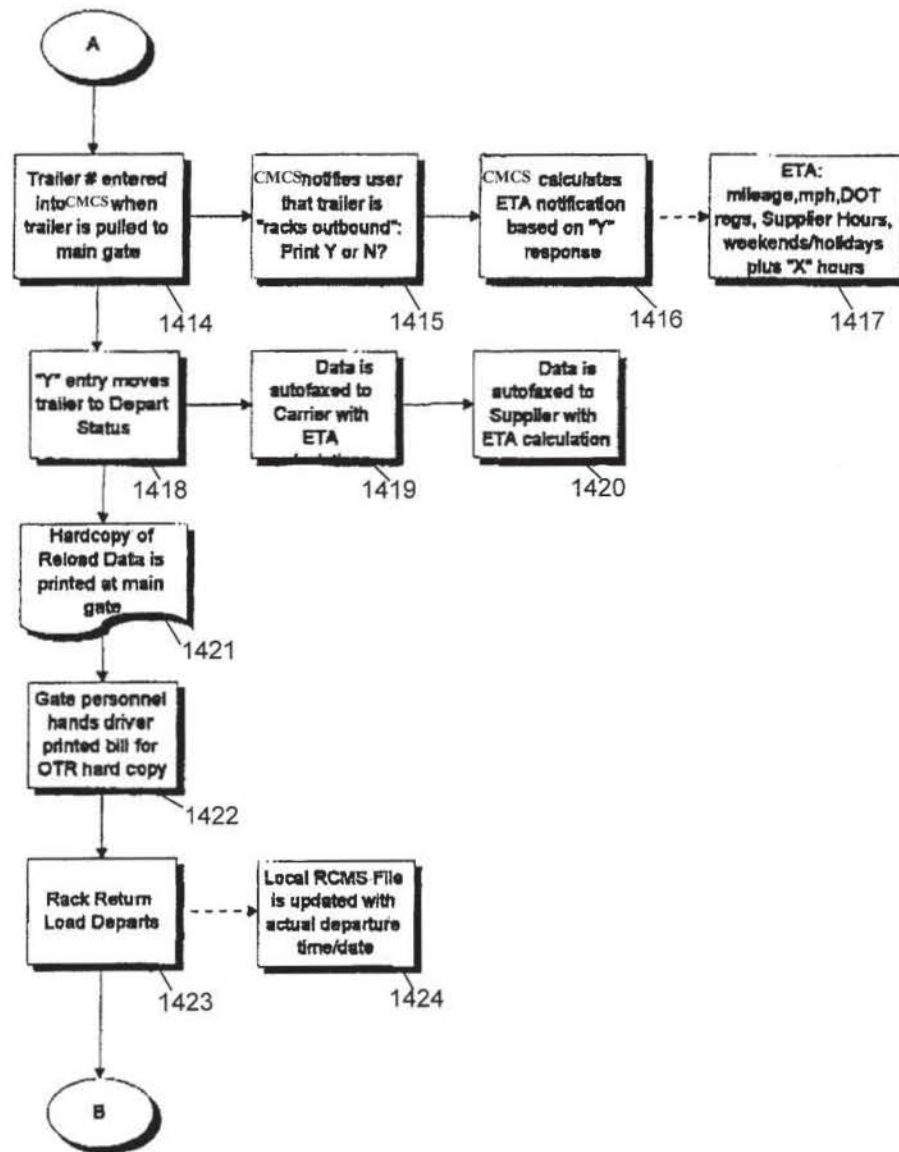 A
Trailer # entered
into CMCS when
trailer is pulled to
main gate
1414
CMCS notifies user
that trailer is
"racks outbound":
Print Y or N?
1415
CMCS calculates
ETA notification
based on "Y"
response
1416
ETA:
mileage,mph,DOT
regs, Supplier Hours,
weekends/holidays
plus "X" hours
1417
"Y" entry moves
trailer to Depart
Status
1418
Data is
autofaxed to
Carrier with
ETA
1419
Data is
autofaxed to
Supplier with
ETA calculation
1420
Hardcopy of
Reload Data is
printed at main
gate
1421
Gate personnel
hands driver
printed bill for
OTR hard copy
1422
Rack Return
Load Departs
1423
Local RCMS File
is updated with
actual departure
time/date
1424
B